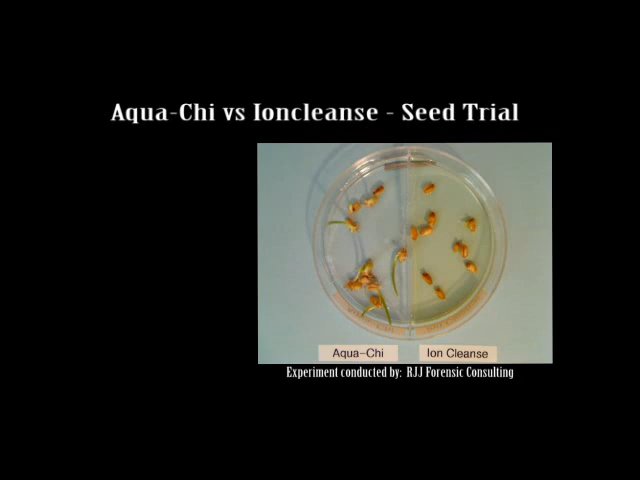 Aqua-Chi vs Ioncleanse - Seed Trial
Aqua-Chi
Ion Cleanse
Experiment conducted by: RJJ Forensic Consulting